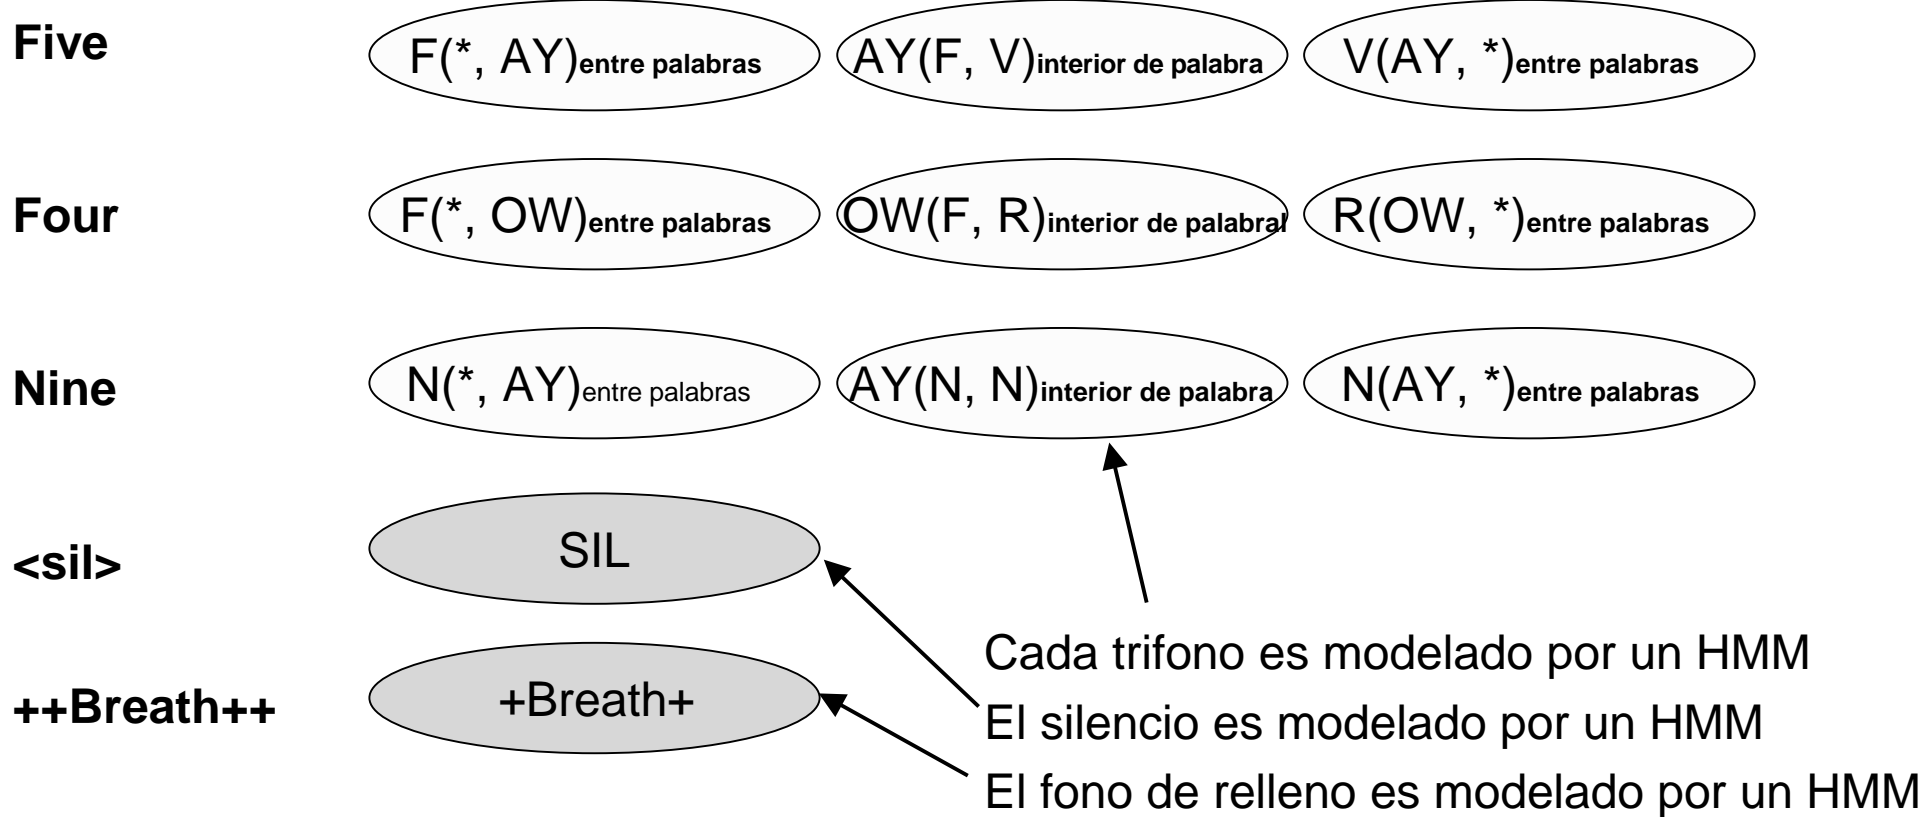 Five F(*, AY)entre palabras AY(F, V)interior de palabra V(AY, *)entre palabras
Four F(*, OW)entre palabras OW(F, R)interior de palabral R(OW, *)entre palabras
Nine N(*, AY)entre palabras AY(N, N)interior de palabra N(AY, *)entre palabras
<sil> SIL
++Breath++ +Breath+
Cada trifono es modelado por un HMM
El silencio es modelado por un HMM
El fono de relleno es modelado por un HMM